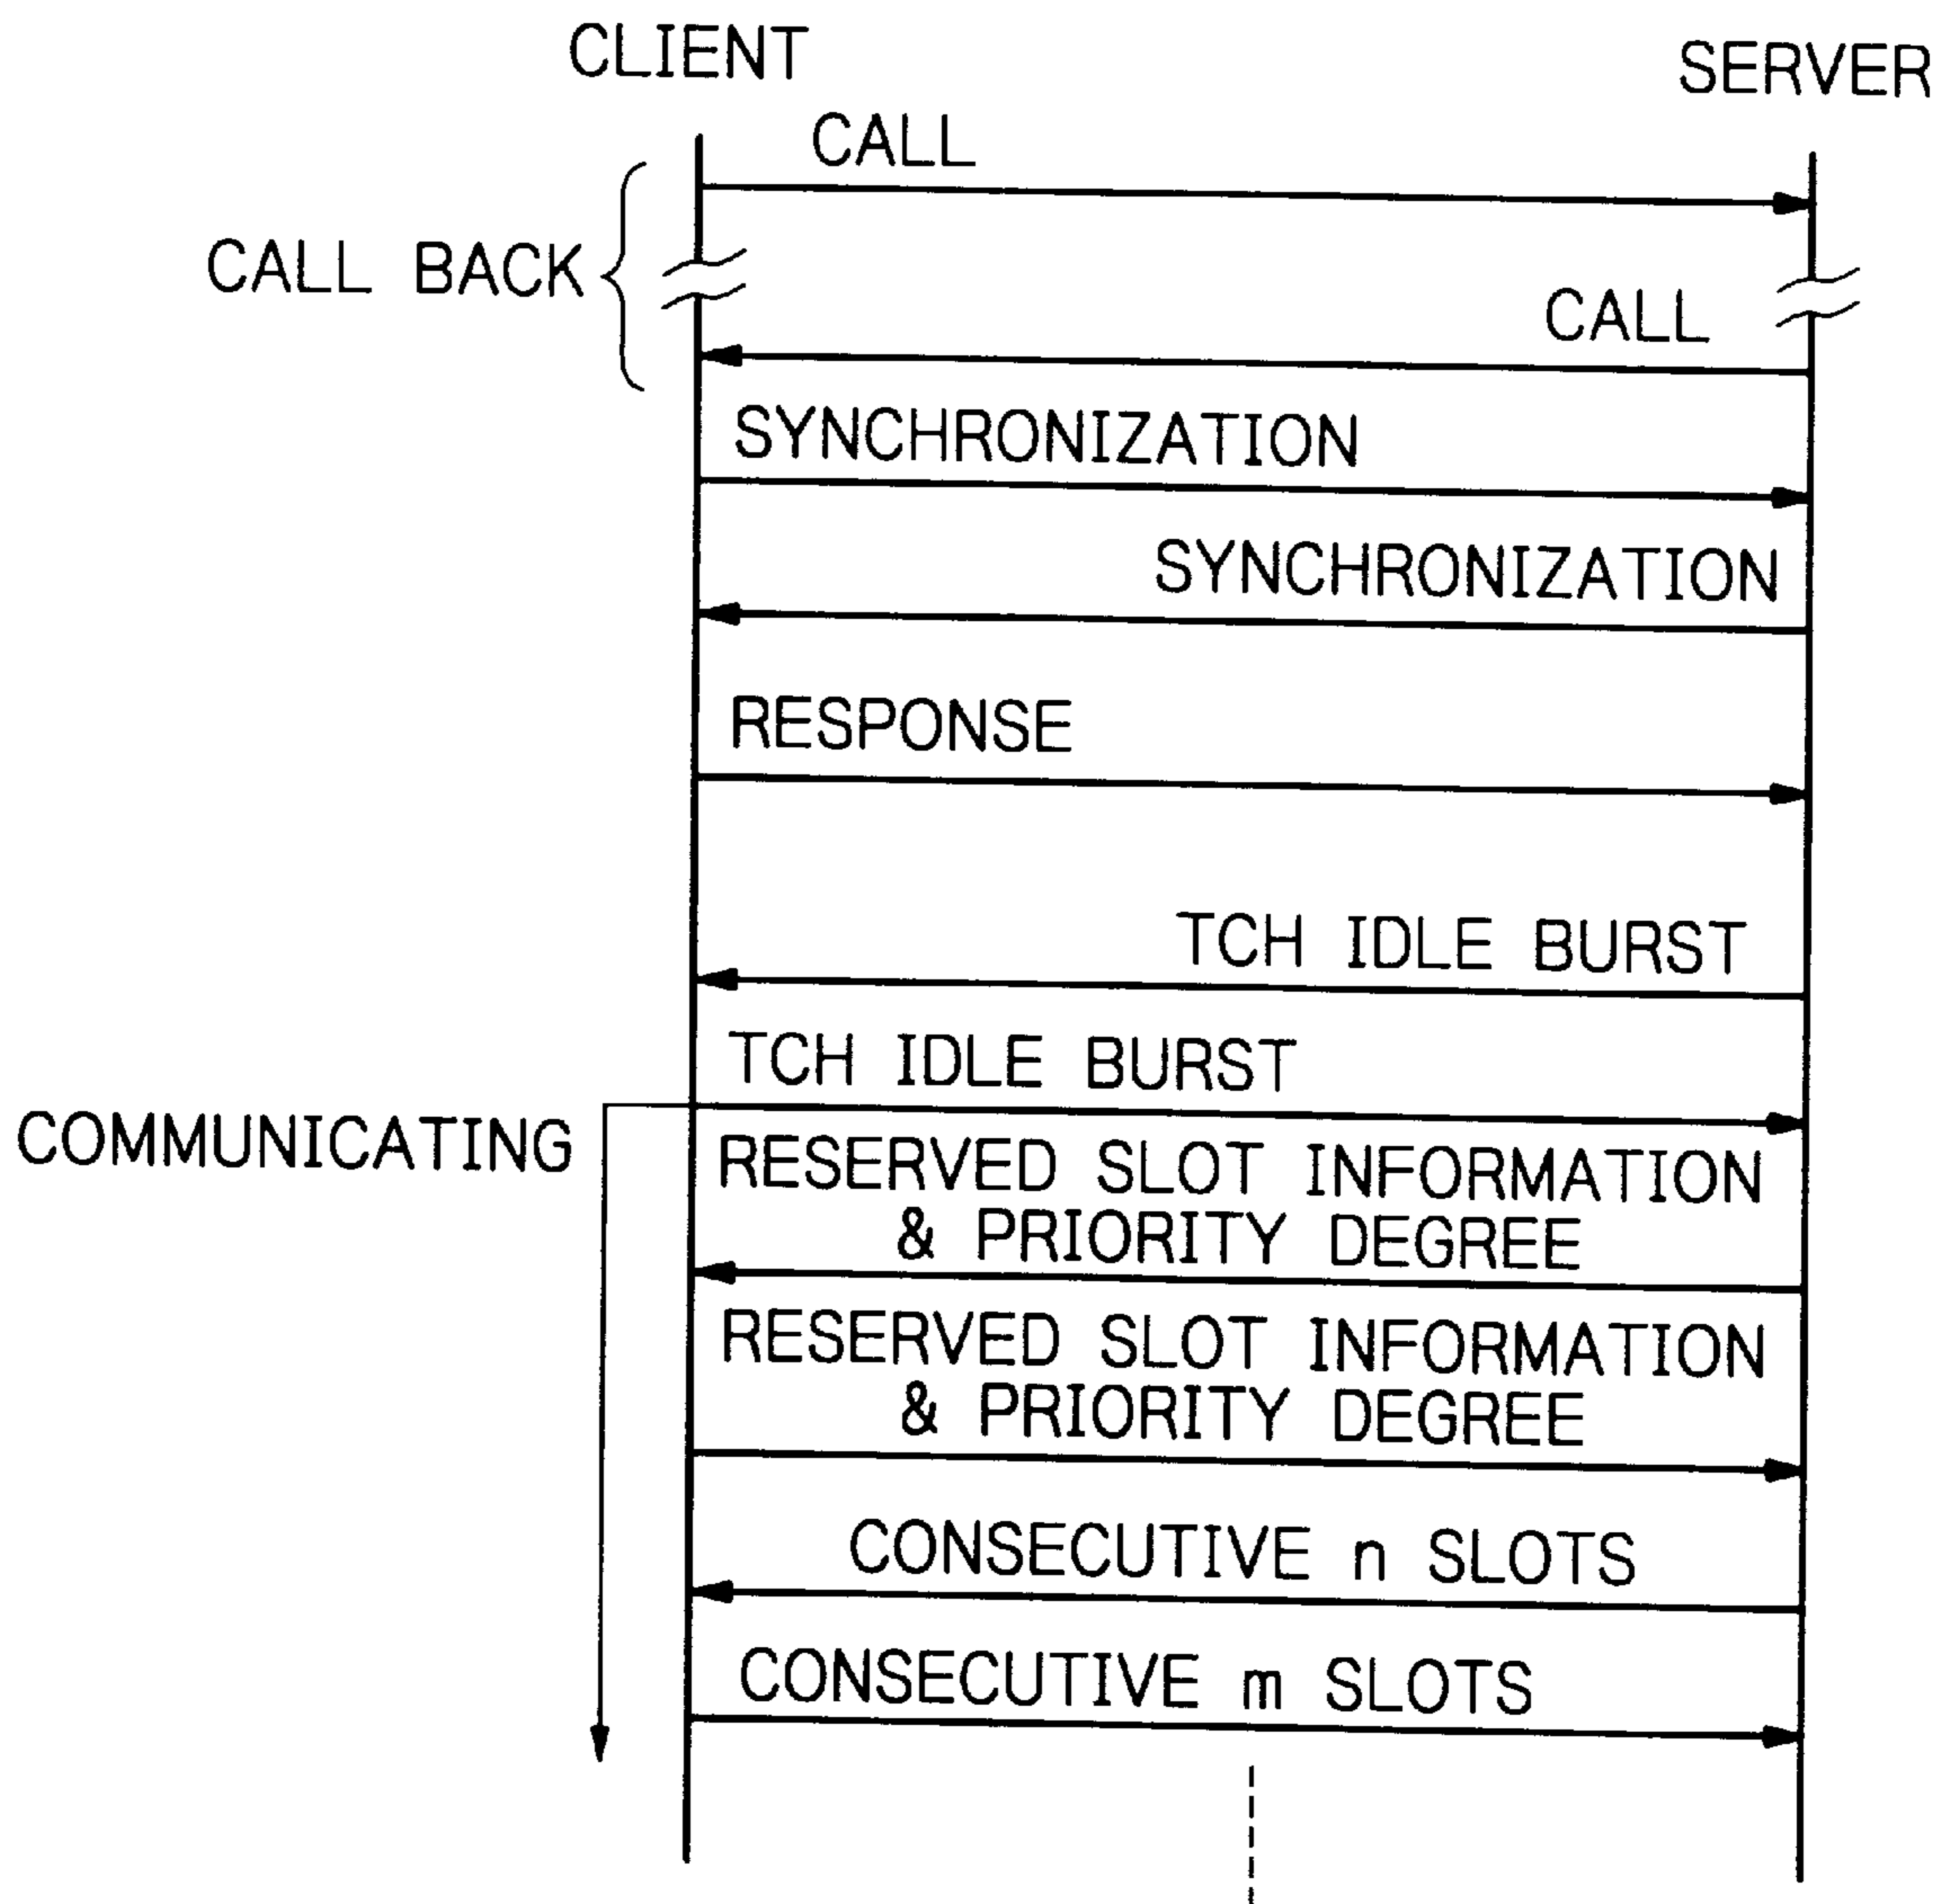 CLIENT
SERVER
CALL
CALL BACK
CALL
SYNCHRONIZATION
SYNCHRONIZATION
RESPONSE
TCH IDLE BURST
TCH IDLE BURST
COMMUNICATING
RESERVED SLOT INFORMATION
& PRIORITY DEGREE
RESERVED SLOT INFORMATION
& PRIORITY DEGREE
CONSECUTIVE n SLOTS
CONSECUTIVE m SLOTS